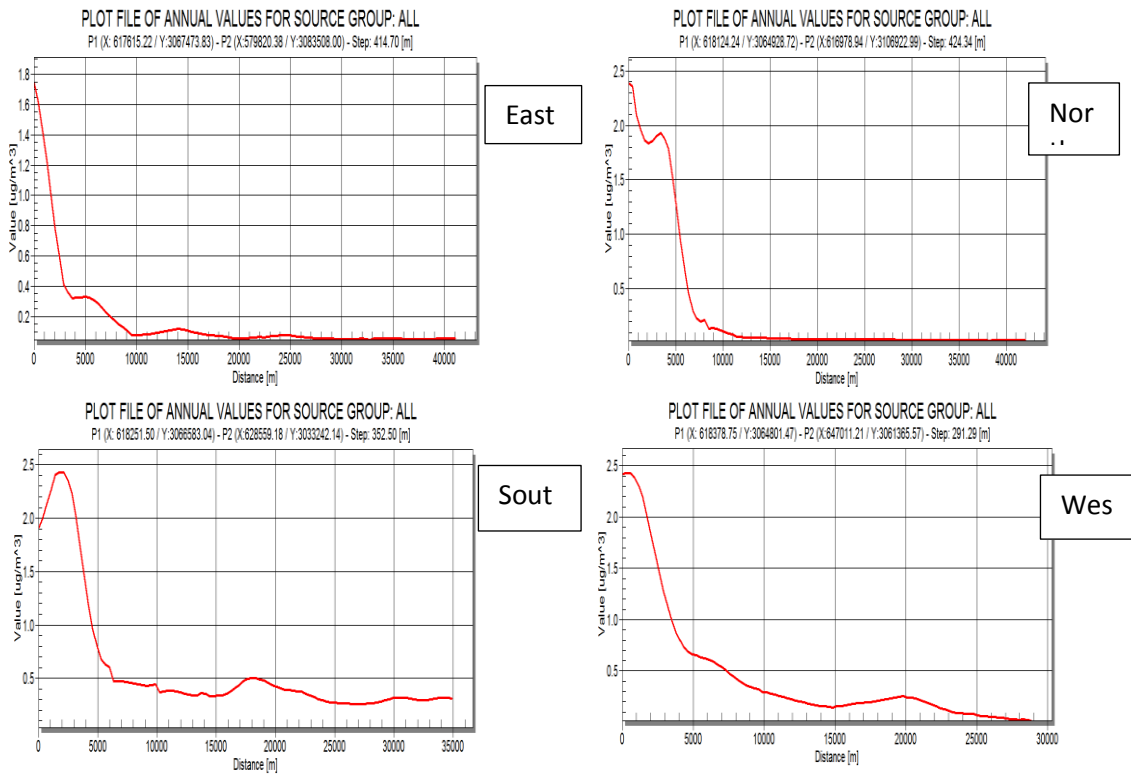 PLOT FILE OF ANNUAL VALUES FOR SOURCE GROUP: ALL
P1 (X: 617615.22 / Y:3067473.83) - P2 (X:579820.38 / Y:3083508.00) - Step: 414.70 [m]
Value [ug/m^3]
1.8
1.6
1.4
1.2
1.0
0.8
0.6
0.4
0.2
0 5000 10000 15000 20000 25000 30000 35000 40000
Distance [m]
East
PLOT FILE OF ANNUAL VALUES FOR SOURCE GROUP: ALL
P1 (X: 618124.24 / Y:3064928.72) - P2 (X:616978.94 / Y:3106922.99) - Step: 424.34 [m]
Value [ug/m^3]
2.5
2.0
1.5
1.0
0.5
0 5000 10000 15000 20000 25000 30000 35000 40000
Distance [m]
Nor
PLOT FILE OF ANNUAL VALUES FOR SOURCE GROUP: ALL
P1 (X: 618251.50 / Y:3066583.04) - P2 (X:628559.18 / Y:3033242.14) - Step: 352.50 [m]
Value [ug/m^3]
2.5
2.0
1.5
1.0
0.5
0 5000 10000 15000 20000 25000 30000 35000
Distance [m]
Sout
PLOT FILE OF ANNUAL VALUES FOR SOURCE GROUP: ALL
P1 (X: 618378.75 / Y:3064801.47) - P2 (X:647011.21 / Y:3061365.57) - Step: 291.29 [m]
Value [ug/m^3]
2.5
2.0
1.5
1.0
0.5
0 5000 10000 15000 20000 25000 30000
Distance [m]
Wes